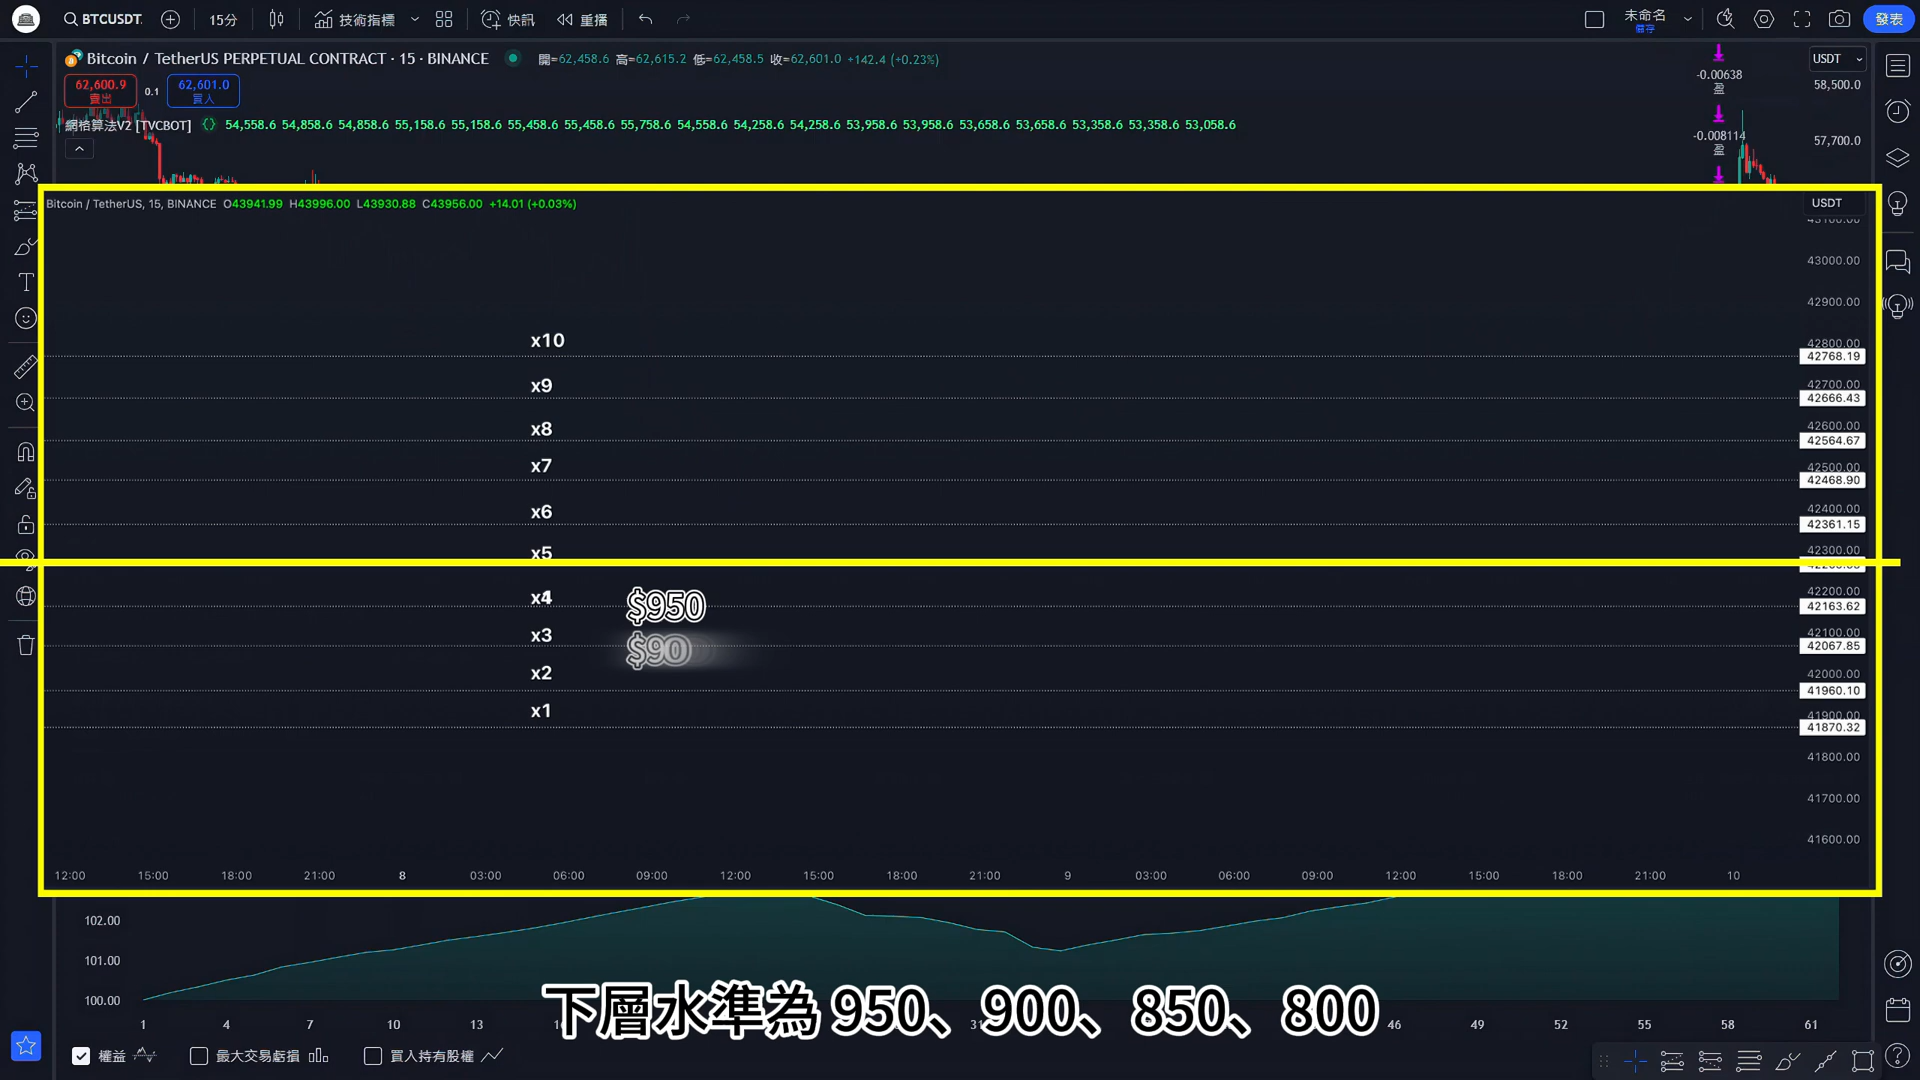 BTCUSDT.
15分
技術指標
快訊
重播
未命名
儲存
發表
Bitcoin / TetherUS PERPETUAL CONTRACT · 15 · BINANCE
開=62,458.6 高=62,615.2 低=62,458.5 收=62,601.0 +142.4 (+0.23%)
USDT
-0.00638
盈
58,500.0
62,600.9
賣出
0.1
62,601.0
買入
網格算法V2 [TVCBOT]
54,558.6 54,858.6 54,858.6 55,158.6 55,158.6 55,458.6 55,458.6 55,758.6 54,558.6 54,258.6 54,258.6 53,958.6 53,958.6 53,658.6 53,658.6 53,358.6 53,358.6 53,058.6
-0.008114
盈
57,700.0
Bitcoin / TetherUS, 15, BINANCE O43941.99 H43996.00 L43930.88 C43956.00 +14.01 (+0.03%)
USDT
43100.00
43000.00
42900.00
x10
42800.00
42768.19
x9
42700.00
42666.43
x8
42600.00
42564.67
x7
42500.00
42468.90
x6
42400.00
42361.15
x5
42300.00
x4
$950
42200.00
42163.62
x3
$90
42100.00
42067.85
x2
42000.00
41960.10
x1
41900.00
41870.32
41800.00
41700.00
41600.00
12:00 15:00 18:00 21:00 8 03:00 06:00 09:00 12:00 15:00 18:00 21:00 9 03:00 06:00 09:00 12:00 15:00 18:00 21:00 10
102.00
101.00
100.00
下層水準為 950、900、850、800
1 4 7 10 13 46 49 52 55 58 61
權益
最大交易虧損
買入持有股權